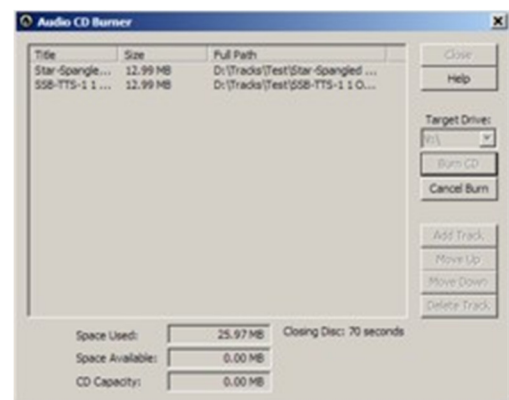 Audio CD Burner
Title Size Full Path
Star-Spangle... 12.99 MB D:\Tracks\Test\Star-Spangled ...
SSB-TTS-1 1 ... 12.99 MB D:\Tracks\Test\SSB-TTS-1 1 O...
Close
Help
Target Drive:
Burn CD
Cancel Burn
Add Track
Move Up
Move Down
Delete Track
Space Used: 25.97 MB Closing Disc: 70 seconds
Space Available: 0.00 MB
CD Capacity: 0.00 MB